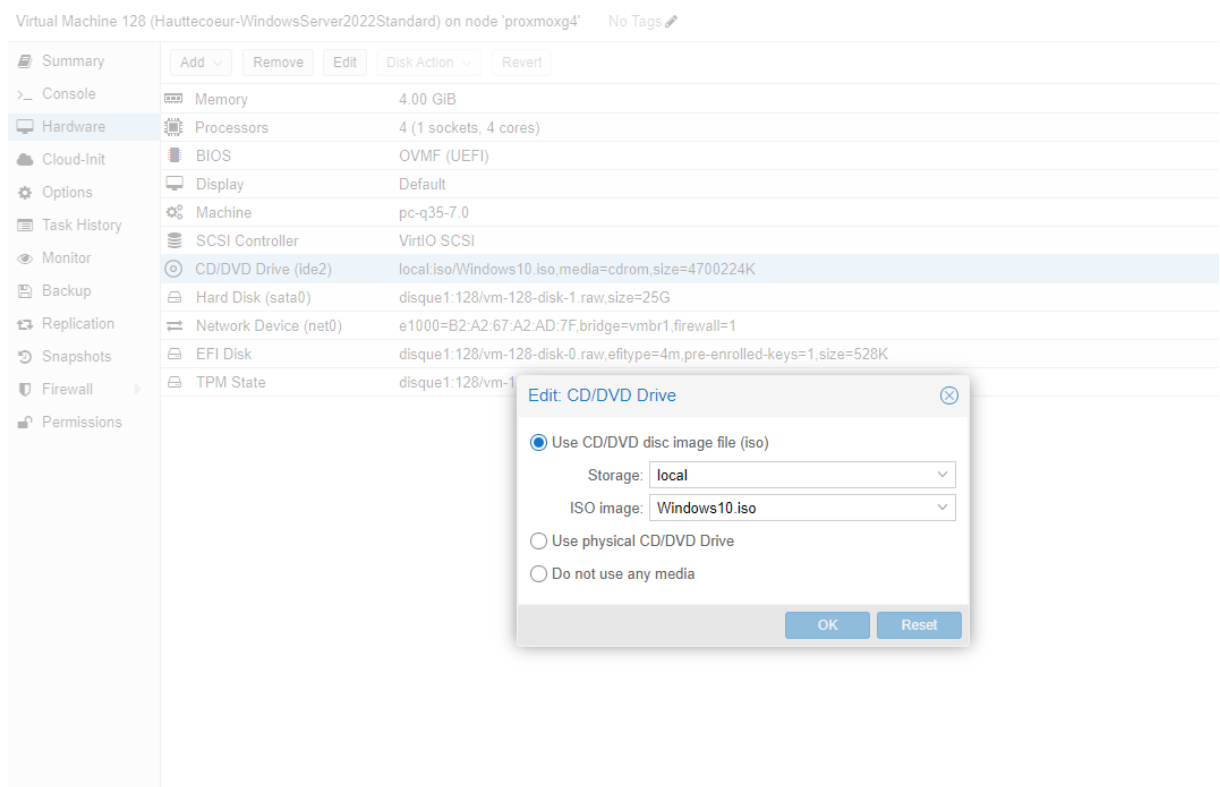 Virtual Machine 128 (Hauttecoeur-WindowsServer2022Standard) on node 'proxmoxg4' No Tags
Summary
Console
Hardware
Cloud-Init
Options
Task History
Monitor
Backup
Replication
Snapshots
Firewall
Permissions
Add Remove Edit Disk Action Revert
Memory 4.00 GiB
Processors 4 (1 sockets, 4 cores)
BIOS OVMF (UEFI)
Display Default
Machine pc-q35-7.0
SCSI Controller VirtIO SCSI
CD/DVD Drive (ide2) local:iso/Windows10.iso,media=cdrom,size=4700224K
Hard Disk (sata0) disque1:128/vm-128-disk-1.raw,size=25G
Network Device (net0) e1000=B2:A2:67:A2:AD:7F,bridge=vmbr1,firewall=1
EFI Disk disque1:128/vm-128-disk-0.raw,efitype=4m,pre-enrolled-keys=1,size=528K
TPM State disque1:128/vm-1
Edit: CD/DVD Drive
Use CD/DVD disc image file (iso)
Storage: local
ISO image: Windows10.iso
Use physical CD/DVD Drive
Do not use any media
OK Reset